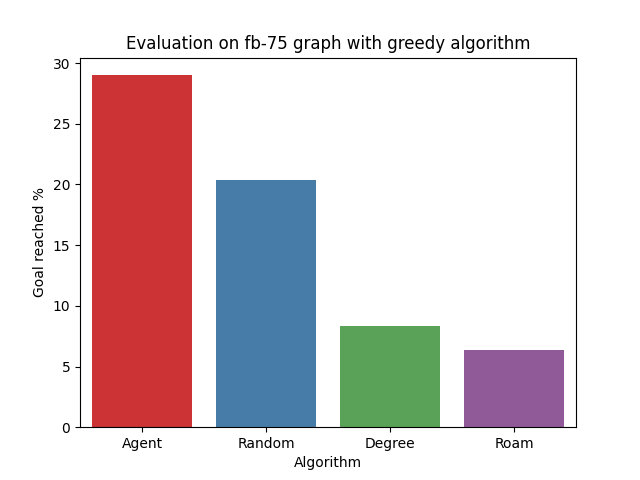 Evaluation on fb-75 graph with greedy algorithm
30
25
20
15
10
5
0
Goal reached %
Agent
Random
Degree
Roam
Algorithm